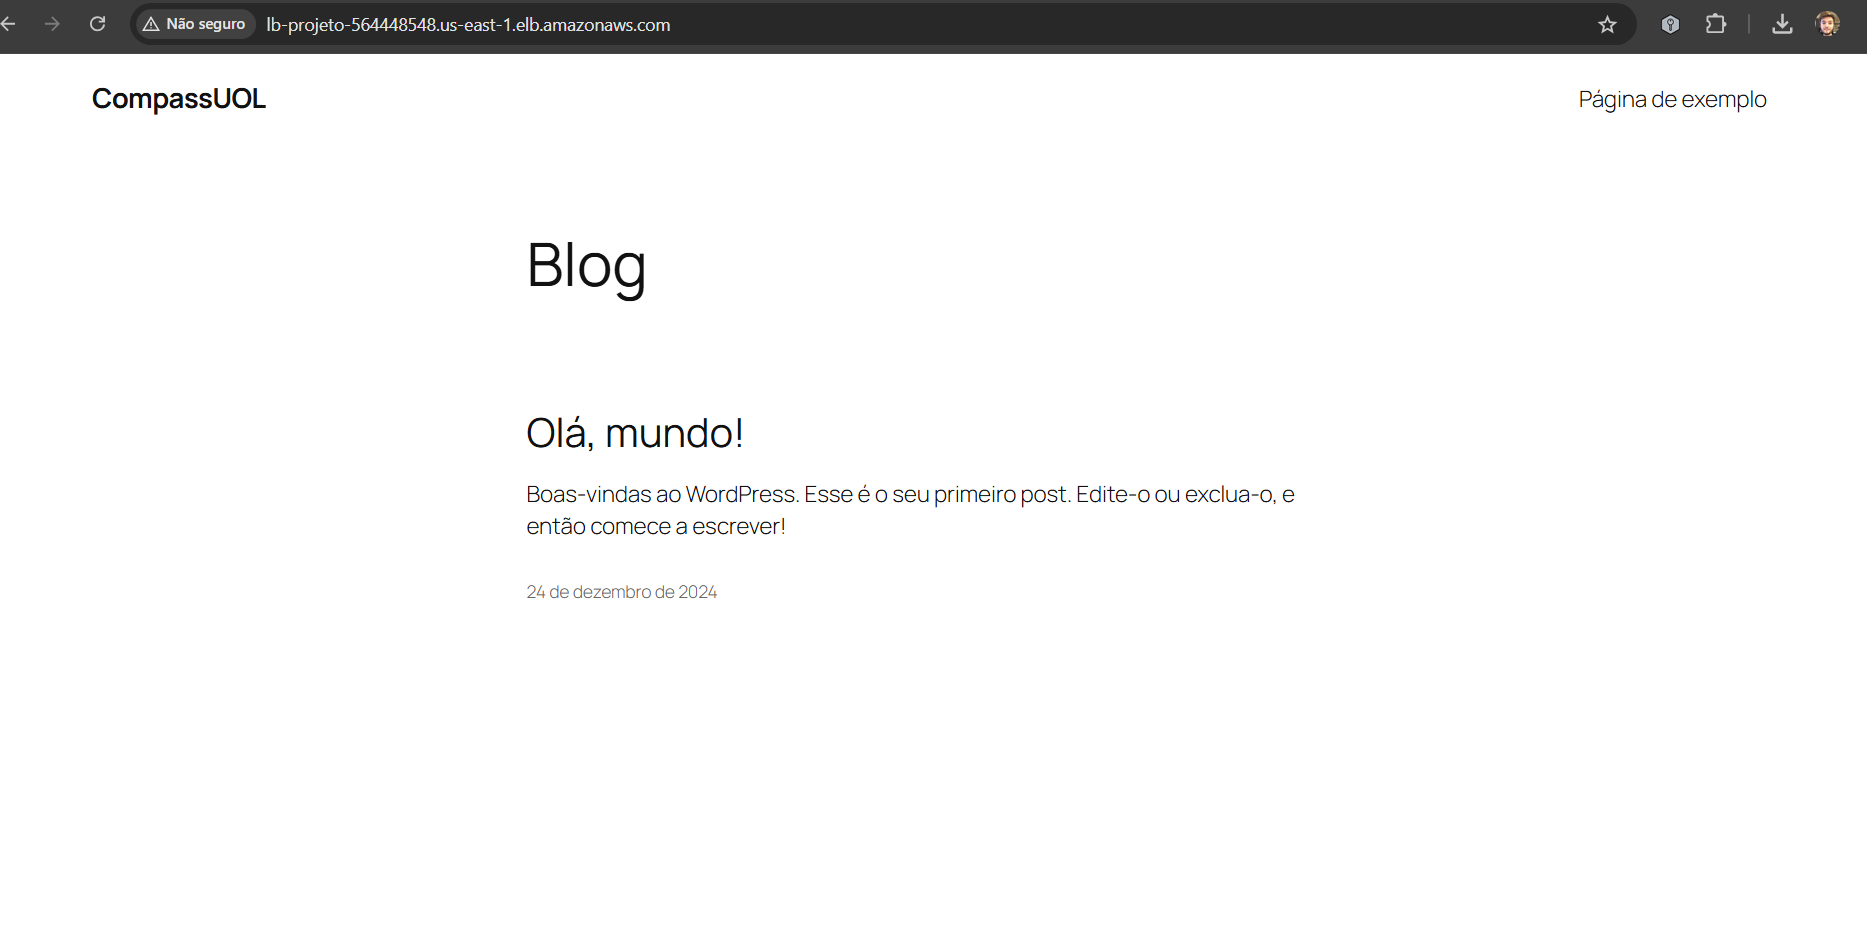 Não seguro lb-projeto-564448548.us-east-1.elb.amazonaws.com
CompassUOL
Página de exemplo
Blog
Olá, mundo!
Boas-vindas ao WordPress. Esse é o seu primeiro post. Edite-o ou exclua-o, e
então comece a escrever!
24 de dezembro de 2024